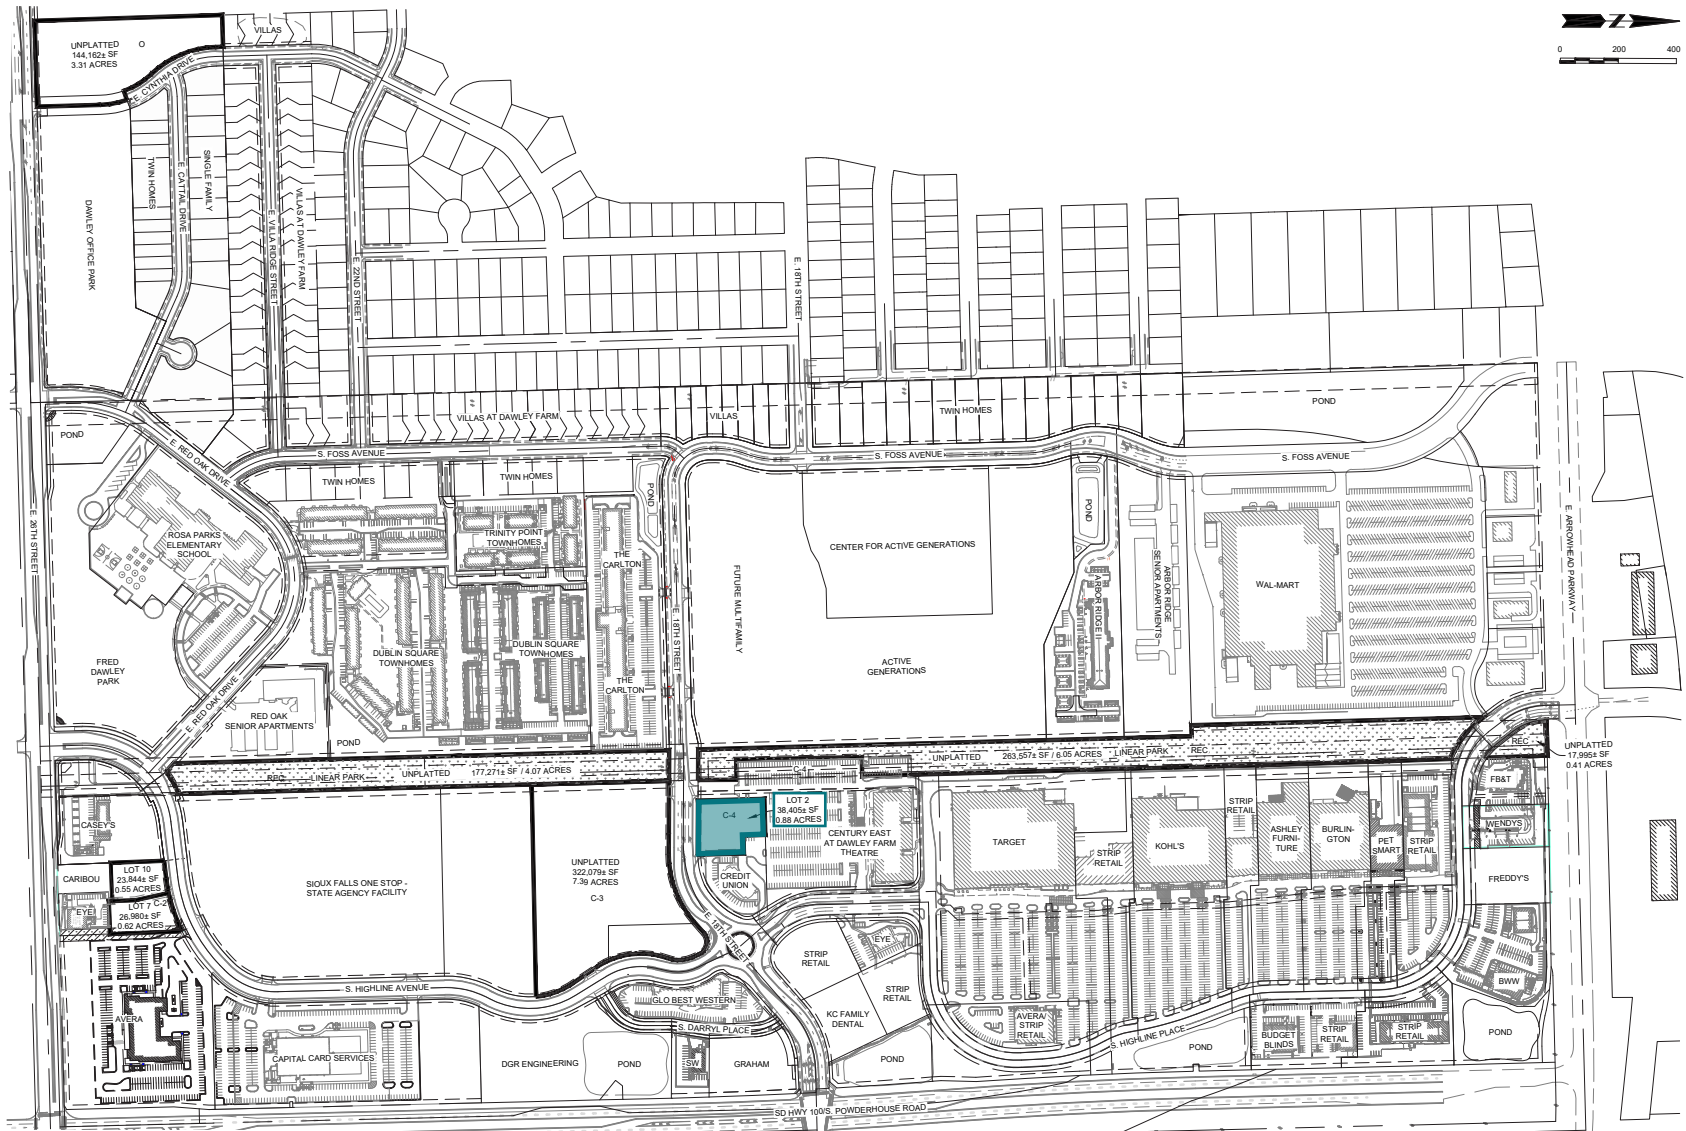 UNPLATTED O
144,162± SF
3.31 ACRES
VILLAS
N
0 200 400
E. CYNTHIA DRIVE
TWIN HOMES
E. CATTAIL DRIVE
SINGLE FAMILY
DAWLEY OFFICE PARK
E. VILLA RIDGE STREET
VILLAS AT DAWLEY FARM
E. 22ND STREET
E. 18TH STREET
POND
E. RED OAK DRIVE
VILLAS AT DAWLEY FARM
VILLAS
TWIN HOMES
POND
S. FOSS AVENUE
S. FOSS AVENUE
S. FOSS AVENUE
TWIN HOMES
TWIN HOMES
POND
POND
E. 26TH STREET
ROSA PARKS
ELEMENTARY
SCHOOL
TRINITY POINT
TOWNHOMES
THE
CARLTON
CENTER FOR ACTIVE GENERATIONS
FUTURE MULTIFAMILY
E. 18TH STREET
ARBOR RIDGE II
ARBOR RIDGE
SENIOR APARTMENTS
WAL-MART
E. ARROWHEAD PARKWAY
FRED
DAWLEY
PARK
DUBLIN SQUARE
TOWNHOMES
DUBLIN SQUARE
TOWNHOMES
THE
CARLTON
ACTIVE
GENERATIONS
E. RED OAK DRIVE
RED OAK
SENIOR APARTMENTS
POND
REC LINEAR PARK UNPLATTED 177,271± SF / 4.07 ACRES
UNPLATTED 263,557± SF / 6.05 ACRES LINEAR PARK REC
REC
UNPLATTED
17,995± SF
0.41 ACRES
C-4
LOT 2
38,405± SF
0.88 ACRES
CENTURY EAST
AT DAWLEY FARM
THEATRE
TARGET
STRIP
RETAIL
KOHL'S
STRIP
RETAIL
ASHLEY
FURNI-
TURE
BURLIN-
GTON
PET
SMART
STRIP
RETAIL
FB&T
WENDYS
FREDDY'S
CASEY'S
CARIBOU
LOT 10
23,844± SF
0.55 ACRES
EYE
LOT 7 C-2
26,980± SF
0.62 ACRES
SIOUX FALLS ONE STOP -
STATE AGENCY FACILITY
UNPLATTED
322,079± SF
7.39 ACRES
C-3
CREDIT
UNION
E. 18TH STREET
EYE
STRIP
RETAIL
STRIP
RETAIL
KC FAMILY
DENTAL
S. HIGHLINE AVENUE
GLO BEST WESTERN
S. DARRYL PLACE
AVERA
CAPITAL CARD SERVICES
DGR ENGINEERING
POND
SW
GRAHAM
POND
AVERA/
STRIP
RETAIL
S. HIGHLINE PLACE
POND
BUDGET
BLINDS
STRIP
RETAIL
STRIP
RETAIL
BWW
POND
SD HWY 100/S. POWDERHOUSE ROAD